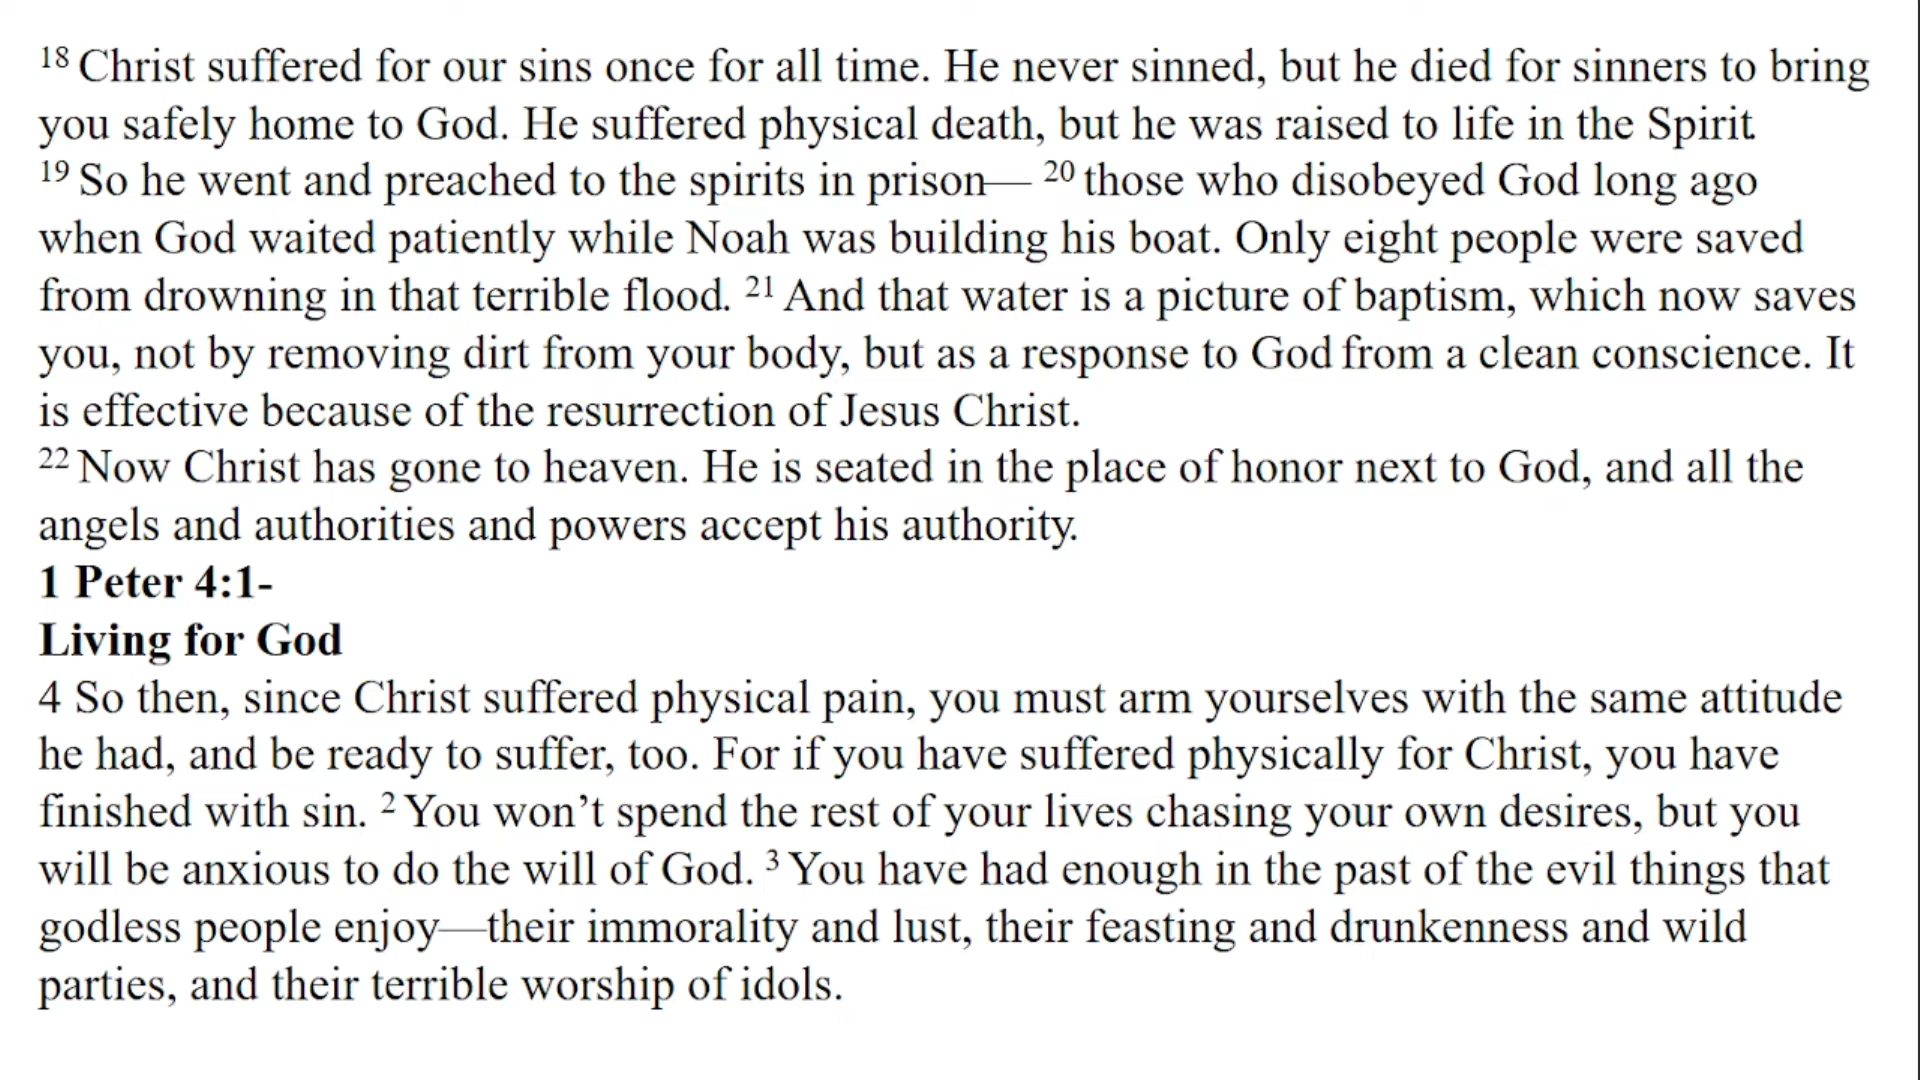 18 Christ suffered for our sins once for all time. He never sinned, but he died for sinners to bring
you safely home to God. He suffered physical death, but he was raised to life in the Spirit.
19 So he went and preached to the spirits in prison— 20 those who disobeyed God long ago
when God waited patiently while Noah was building his boat. Only eight people were saved
from drowning in that terrible flood. 21 And that water is a picture of baptism, which now saves
you, not by removing dirt from your body, but as a response to God from a clean conscience. It
is effective because of the resurrection of Jesus Christ.
22 Now Christ has gone to heaven. He is seated in the place of honor next to God, and all the
angels and authorities and powers accept his authority.
1 Peter 4:1-
Living for God
4 So then, since Christ suffered physical pain, you must arm yourselves with the same attitude
he had, and be ready to suffer, too. For if you have suffered physically for Christ, you have
finished with sin. 2 You won’t spend the rest of your lives chasing your own desires, but you
will be anxious to do the will of God. 3 You have had enough in the past of the evil things that
godless people enjoy—their immorality and lust, their feasting and drunkenness and wild
parties, and their terrible worship of idols.